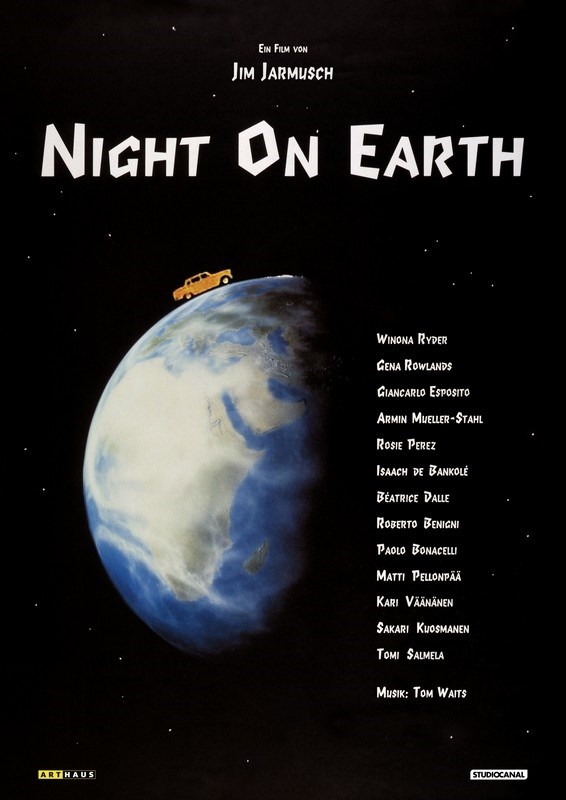 Ein Film von
Jim Jarmusch
Night On Earth
Winona Ryder
Gena Rowlands
Giancarlo Esposito
Armin Mueller-Stahl
Rosie Perez
Isaach de Bankolé
Béatrice Dalle
Roberto Benigni
Paolo Bonacelli
Matti Pellonpää
Kari Väänänen
Sakari Kuosmanen
Tomi Salmela
Musik: Tom Waits
ARTHAUS
STUDIOCANAL